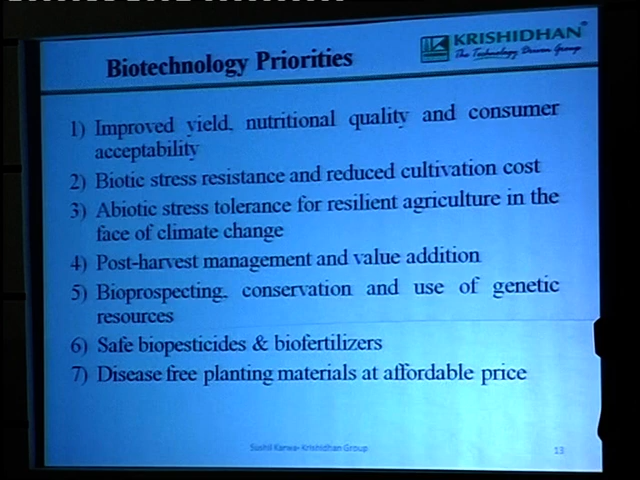 Biotechnology Priorities
KRISHIDHAN®
The Technology Driven Group
1) Improved yield, nutritional quality and consumer
acceptability
2) Biotic stress resistance and reduced cultivation cost
3) Abiotic stress tolerance for resilient agriculture in the
face of climate change
4) Post-harvest management and value addition
5) Bioprospecting, conservation and use of genetic
resources
6) Safe biopesticides & biofertilizers
7) Disease free planting materials at affordable price
Sushil Karwa- Krishidhan Group
13